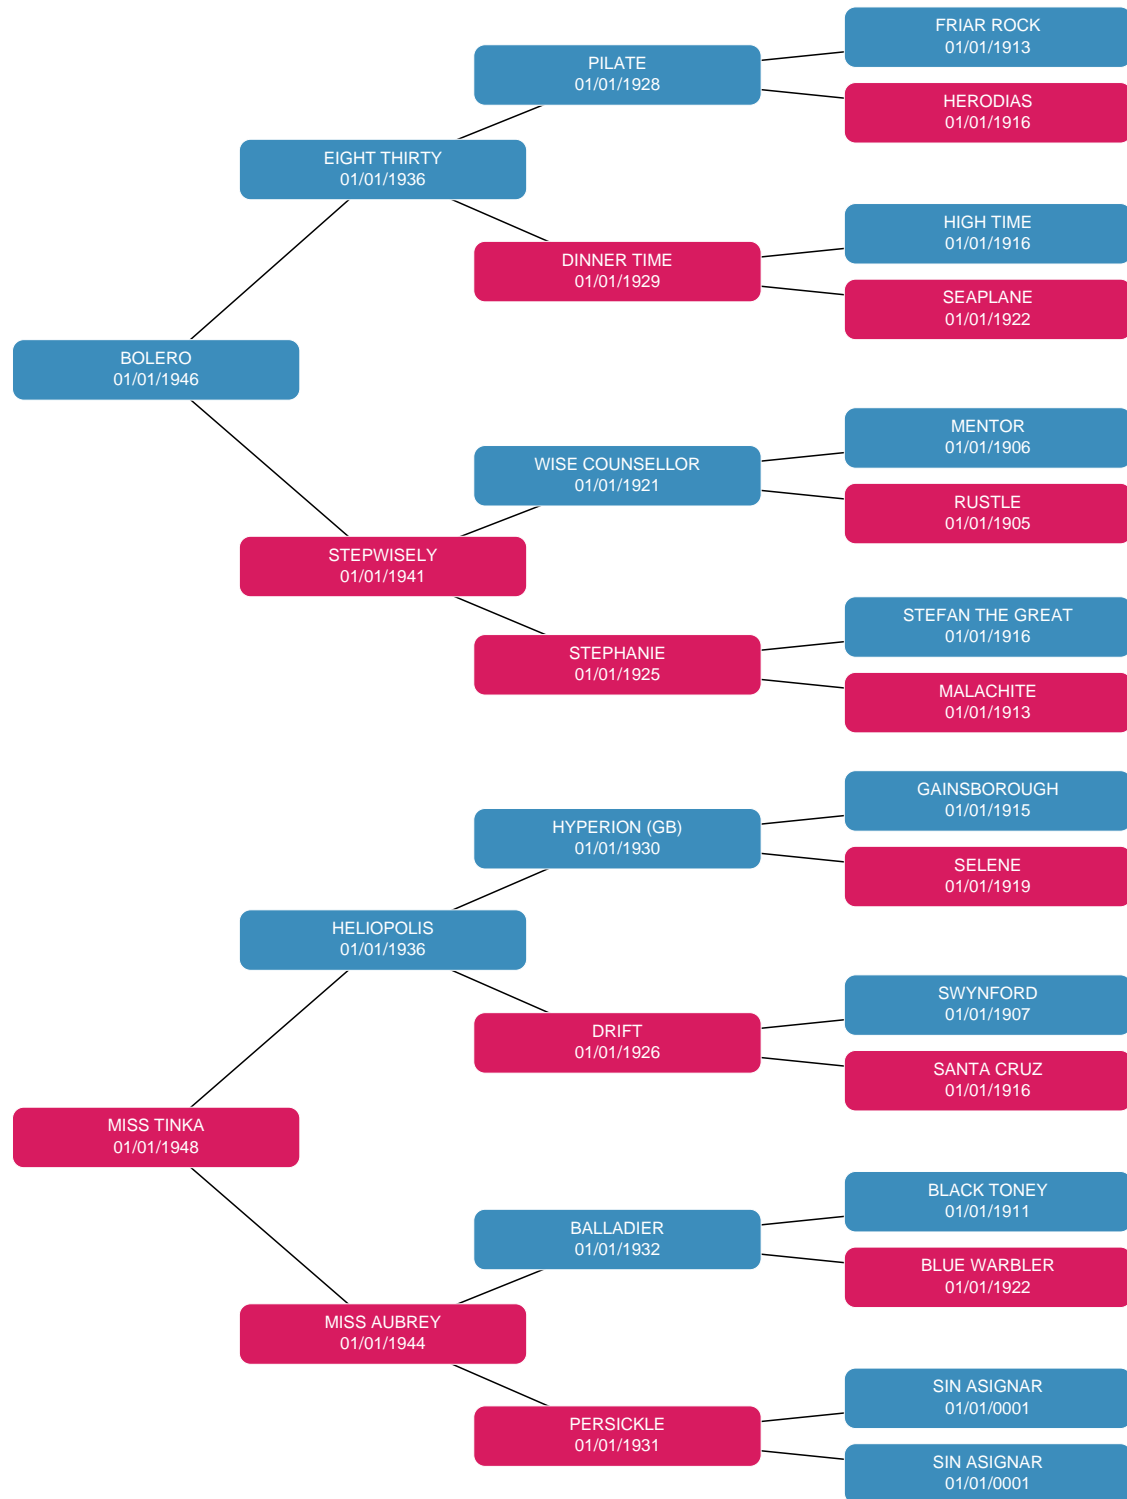 FRIAR ROCK
01/01/1913
PILATE
01/01/1928
HERODIAS
01/01/1916
EIGHT THIRTY
01/01/1936
HIGH TIME
01/01/1916
DINNER TIME
01/01/1929
SEAPLANE
01/01/1922
BOLERO
01/01/1946
MENTOR
01/01/1906
WISE COUNSELLOR
01/01/1921
RUSTLE
01/01/1905
STEPWISELY
01/01/1941
STEFAN THE GREAT
01/01/1916
STEPHANIE
01/01/1925
MALACHITE
01/01/1913
GAINSBOROUGH
01/01/1915
HYPERION (GB)
01/01/1930
SELENE
01/01/1919
HELIOPOLIS
01/01/1936
SWYNFORD
01/01/1907
DRIFT
01/01/1926
SANTA CRUZ
01/01/1916
MISS TINKA
01/01/1948
BLACK TONEY
01/01/1911
BALLADIER
01/01/1932
BLUE WARBLER
01/01/1922
MISS AUBREY
01/01/1944
SIN ASIGNAR
01/01/0001
PERSICKLE
01/01/1931
SIN ASIGNAR
01/01/0001